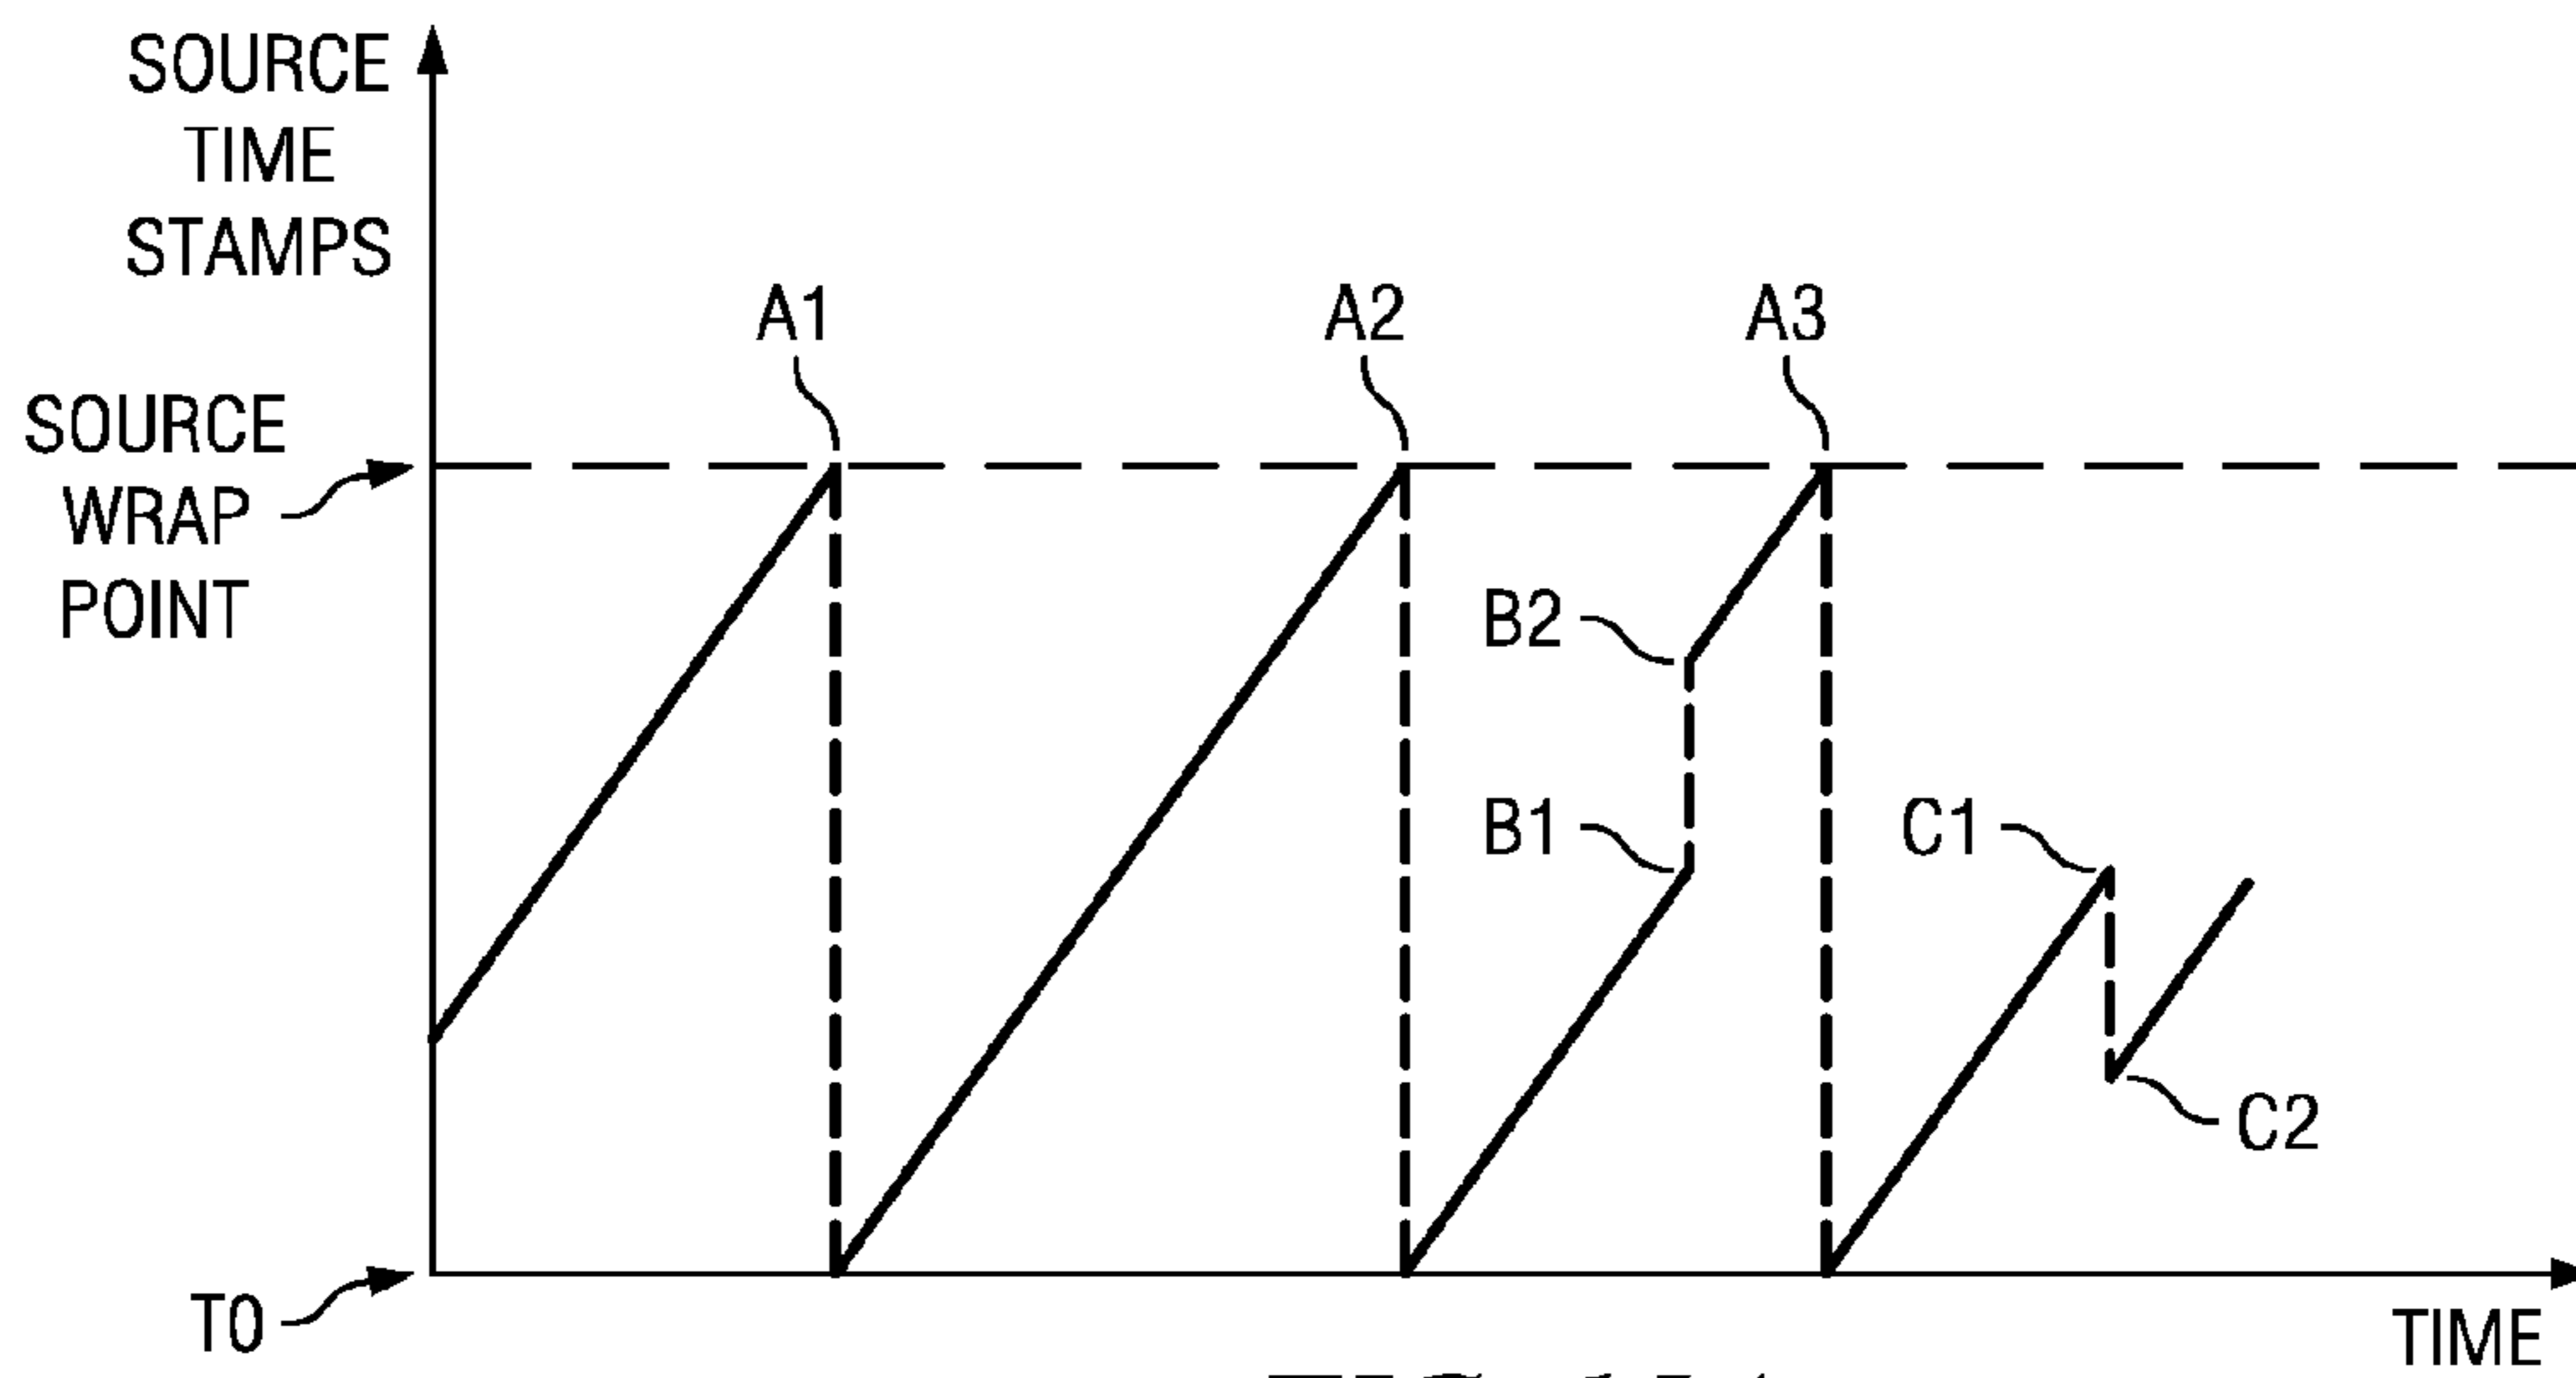 SOURCE
TIME
STAMPS
A1
A2
A3
SOURCE
WRAP
POINT
B2
B1
C1
C2
T0
TIME